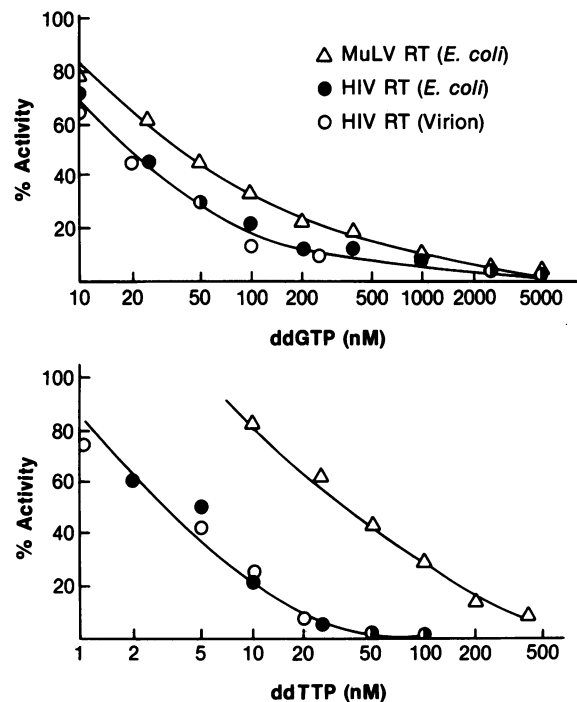 100
80
60
40
20
% Activity
△ MuLV RT (E. coli)
● HIV RT (E. coli)
○ HIV RT (Virion)
10 20 50 100 200 500 1000 2000 5000
ddGTP (nM)
100
80
60
40
20
% Activity
1 2 5 10 20 50 100 200 500
ddTTP (nM)